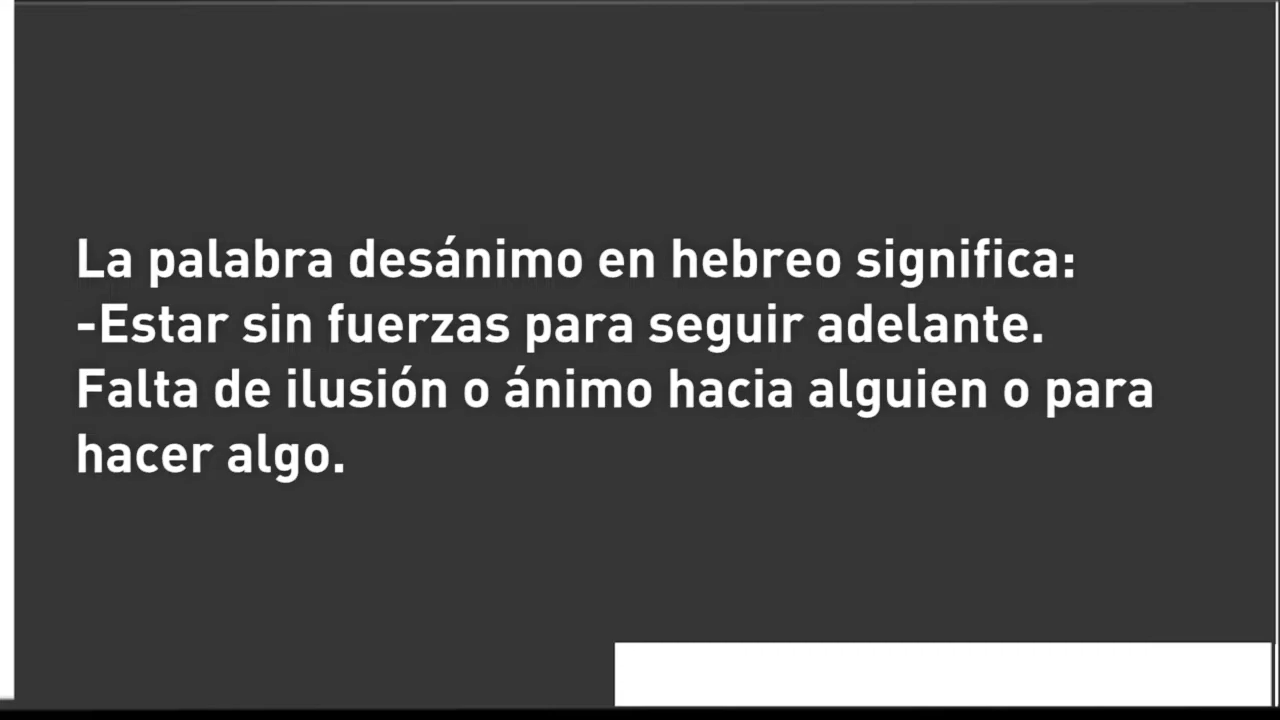 La palabra desánimo en hebreo significa:
-Estar sin fuerzas para seguir adelante.
Falta de ilusión o ánimo hacia alguien o para
hacer algo.